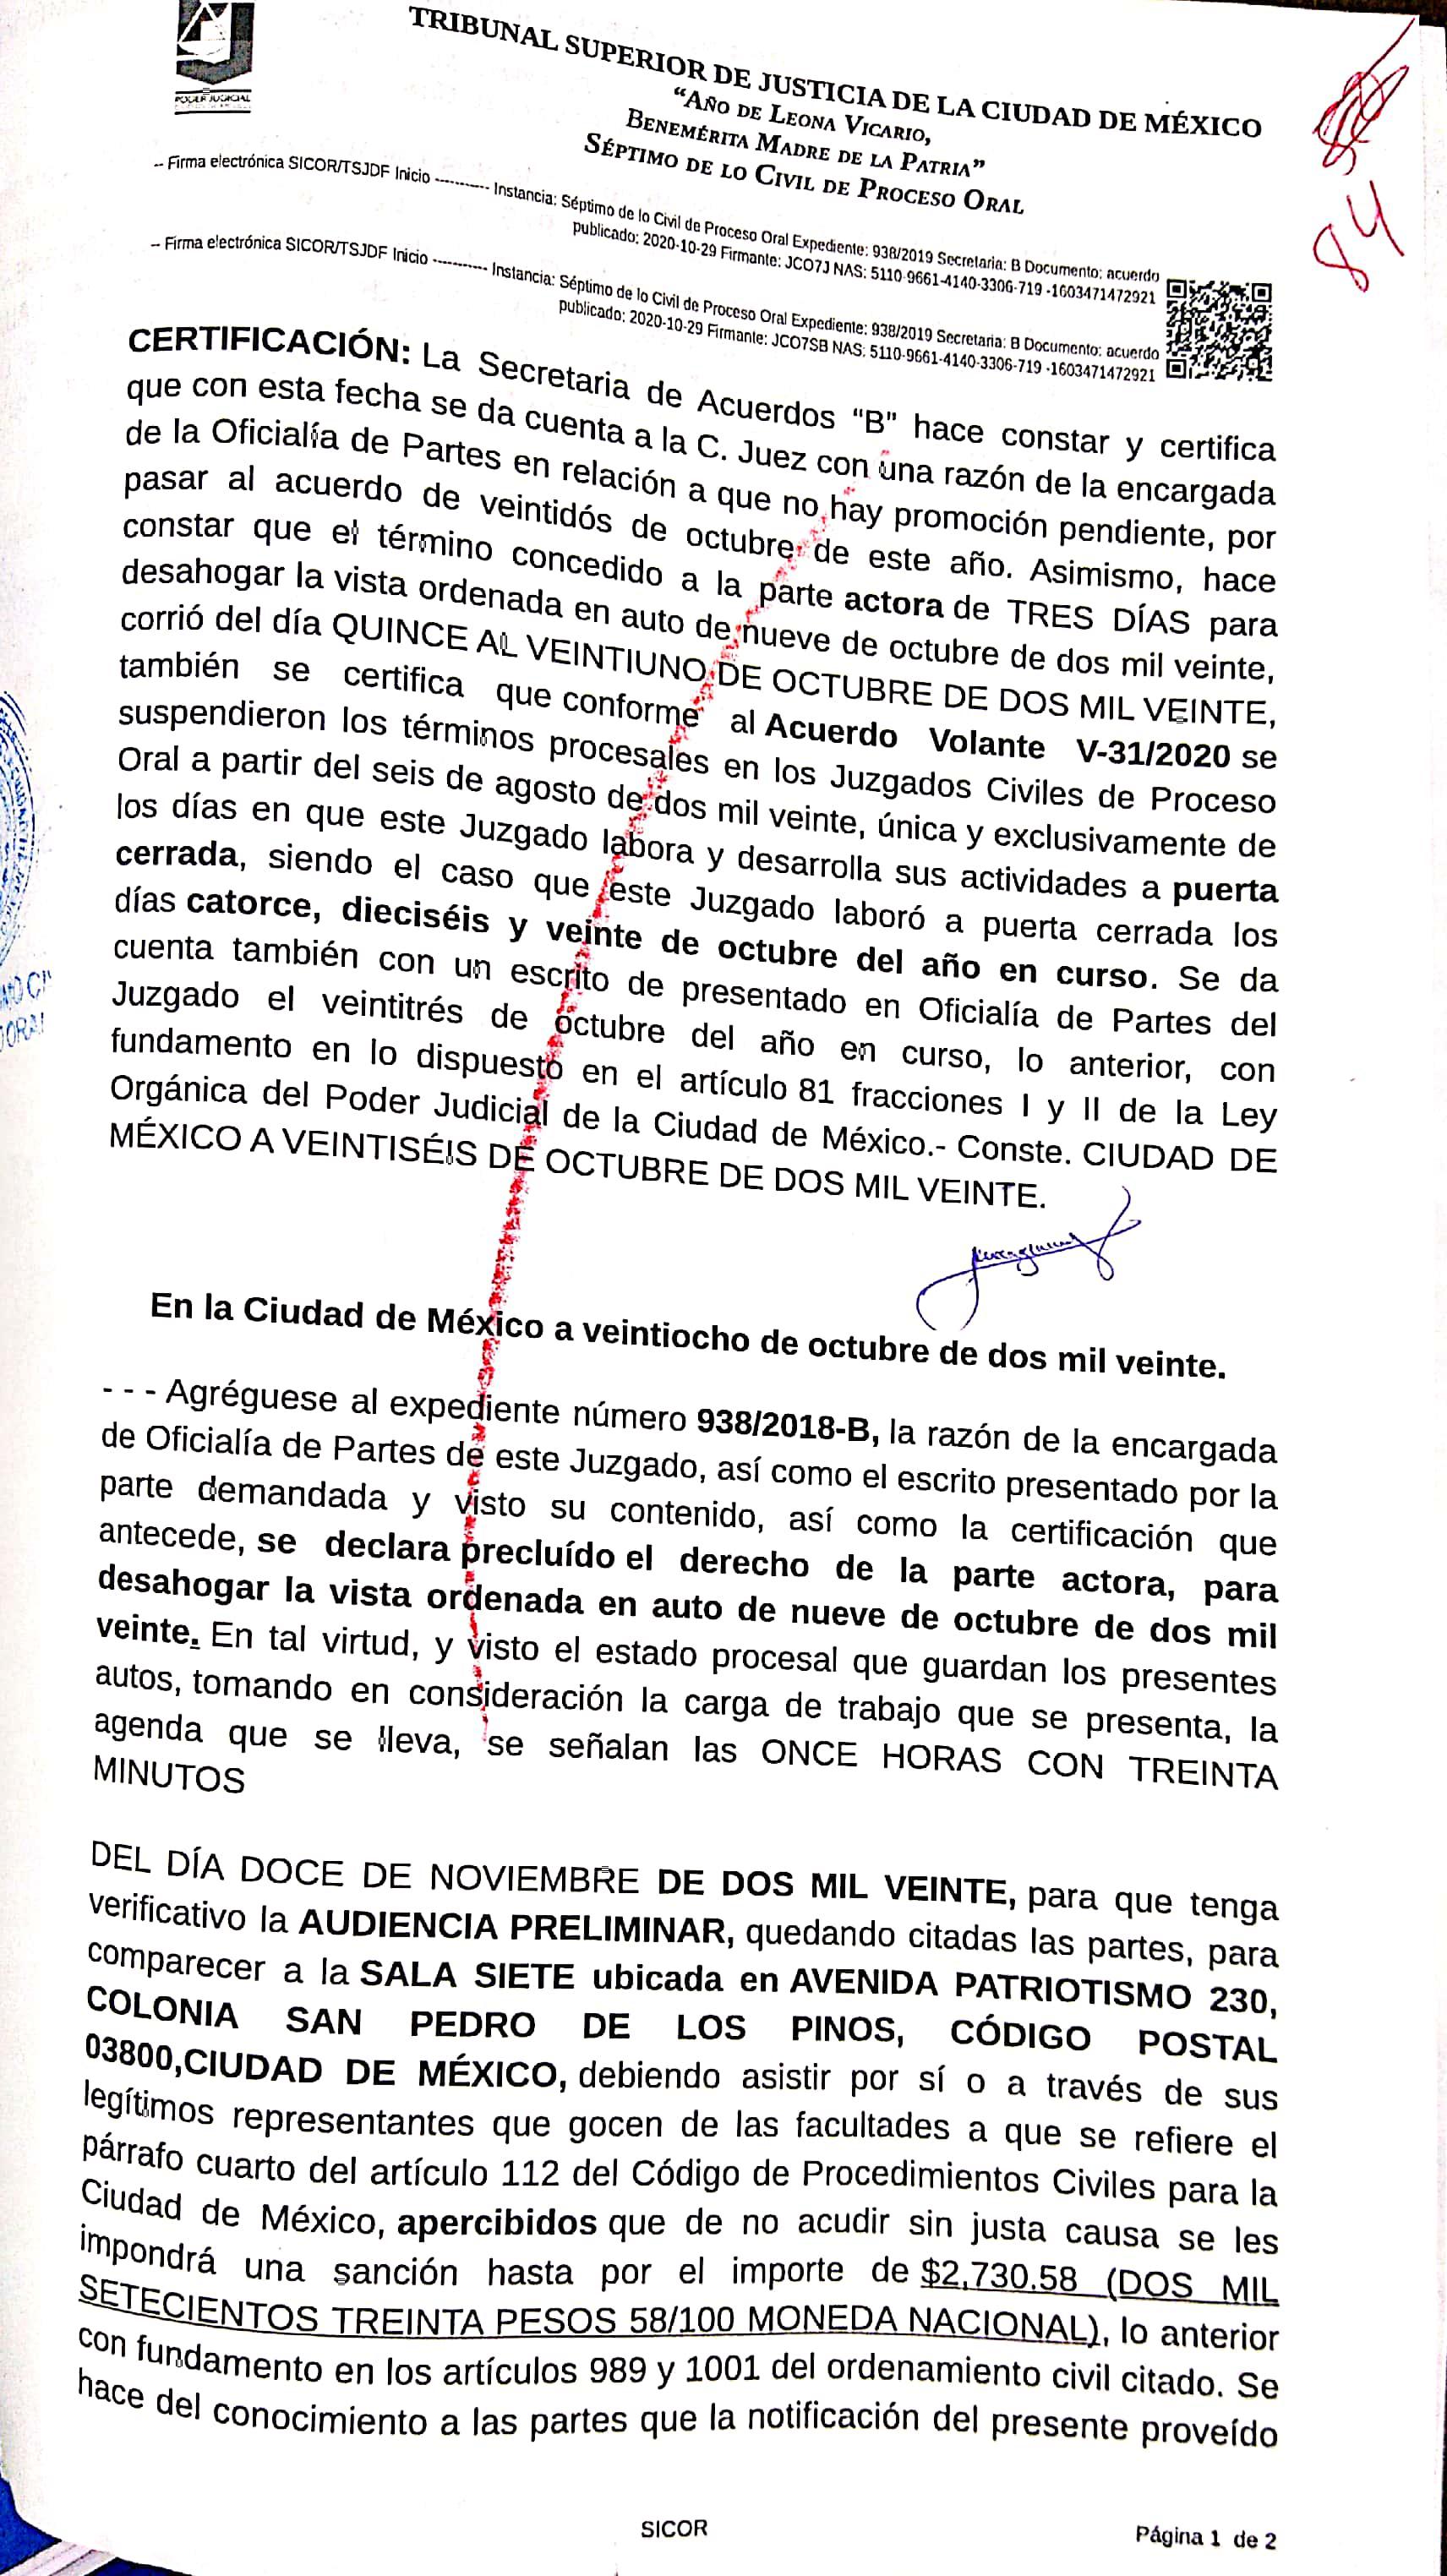 PODER JUDICIAL
TRIBUNAL SUPERIOR DE JUSTICIA DE LA CIUDAD DE MÉXICO
“AÑO DE LEONA VICARIO,
BENEMÉRITA MADRE DE LA PATRIA”
SÉPTIMO DE LO CIVIL DE PROCESO ORAL
84
-- Firma electrónica SICOR/TSJDF Inicio ---------- Instancia: Séptimo de lo Civil de Proceso Oral Expediente: 938/2019 Secretaria: B Documento: acuerdo
publicado: 2020-10-29 Firmante: JCO7J NAS: 5110-9661-4140-3306-719 -1603471472921
-- Firma electrónica SICOR/TSJDF Inicio ---------- Instancia: Séptimo de lo Civil de Proceso Oral Expediente: 938/2019 Secretaria: B Documento: acuerdo
publicado: 2020-10-29 Firmante: JCO7SB NAS: 5110-9661-4140-3306-719 -1603471472921
CERTIFICACIÓN: La Secretaria de Acuerdos “B" hace constar y certifica
que con esta fecha se da cuenta a la C. Juez con una razón de la encargada
de la Oficialía de Partes en relación a que no hay promoción pendiente, por
pasar al acuerdo de veintidós de octubre de este año. Asimismo, hace
constar que el término concedido a la parte actora de TRES DÍAS para
desahogar la vista ordenada en auto de nueve de octubre de dos mil veinte,
corrió del día QUINCE AL VEINTIUNO DE OCTUBRE DE DOS MIL VEINTE,
también se certifica que conforme al Acuerdo Volante V-31/2020 se
suspendieron los términos procesales en los Juzgados Civiles de Proceso
Oral a partir del seis de agosto de dos mil veinte, única y exclusivamente de
los días en que este Juzgado labora y desarrolla sus actividades a puerta
cerrada, siendo el caso que este Juzgado laboró a puerta cerrada los
días catorce, dieciséis y veinte de octubre del año en curso. Se da
cuenta también con un escrito de presentado en Oficialía de Partes del
Juzgado el veintitrés de octubre del año en curso, lo anterior, con
fundamento en lo dispuesto en el artículo 81 fracciones I y II de la Ley
Orgánica del Poder Judicial de la Ciudad de México.- Conste. CIUDAD DE
MÉXICO A VEINTISÉIS DE OCTUBRE DE DOS MIL VEINTE.
En la Ciudad de México a veintiocho de octubre de dos mil veinte.
- - - Agréguese al expediente número 938/2018-B, la razón de la encargada
de Oficialía de Partes de este Juzgado, así como el escrito presentado por la
parte demandada y visto su contenido, así como la certificación que
antecede, se declara precluído el derecho de la parte actora, para
desahogar la vista ordenada en auto de nueve de octubre de dos mil
veinte. En tal virtud, y visto el estado procesal que guardan los presentes
autos, tomando en consideración la carga de trabajo que se presenta, la
agenda que se lleva, se señalan las ONCE HORAS CON TREINTA
MINUTOS
DEL DÍA DOCE DE NOVIEMBRE DE DOS MIL VEINTE, para que tenga
verificativo la AUDIENCIA PRELIMINAR, quedando citadas las partes, para
comparecer a la SALA SIETE ubicada en AVENIDA PATRIOTISMO 230,
COLONIA SAN PEDRO DE LOS PINOS, CÓDIGO POSTAL
03800,CIUDAD DE MÉXICO, debiendo asistir por sí o a través de sus
legítimos representantes que gocen de las facultades a que se refiere el
párrafo cuarto del artículo 112 del Código de Procedimientos Civiles para la
Ciudad de México, apercibidos que de no acudir sin justa causa se les
impondrá una sanción hasta por el importe de $2,730.58 (DOS MIL
SETECIENTOS TREINTA PESOS 58/100 MONEDA NACIONAL), lo anterior
con fundamento en los artículos 989 y 1001 del ordenamiento civil citado. Se
hace del conocimiento a las partes que la notificación del presente proveído
SICOR
Página 1 de 2